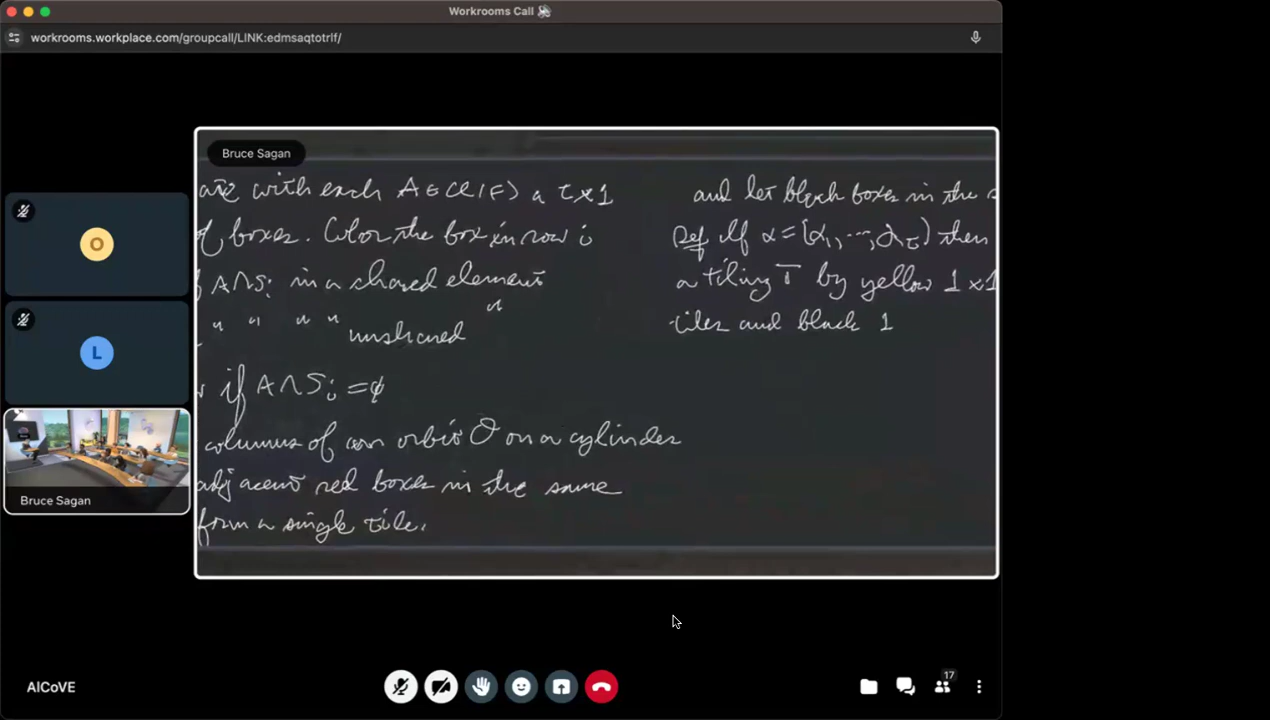 Workrooms Call
workrooms.workplace.com/groupcall/LINK:edmsaqtotrlf/
Bruce Sagan
ate with each A∈𝒞(F) a t×1
of boxes. Color the box in row i
if A∩Sᵢ in a shared element
" " " " unshared "
if A∩Sᵢ = ϕ
columns of an orbit O on a cylinder
adjacent red boxes in the same
form a single tile.
and let black boxes in the s
Def If α = (α₁, ..., α_t) then
a tiling T by yellow 1×1
tiles and black 1
O
L
Bruce Sagan
AICoVE
17